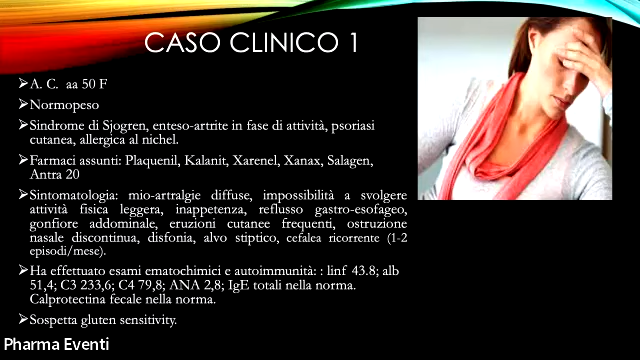 CASO CLINICO 1
➢A. C. aa 50 F
➢Normopeso
➢Sindrome di Sjogren, enteso-artrite in fase di attività, psoriasi
cutanea, allergica al nichel.
➢Farmaci assunti: Plaquenil, Kalanit, Xarenel, Xanax, Salagen,
Antra 20
➢Sintomatologia: mio-artralgie diffuse, impossibilità a svolgere
attività fisica leggera, inappetenza, reflusso gastro-esofageo,
gonfiore addominale, eruzioni cutanee frequenti, ostruzione
nasale discontinua, disfonia, alvo stiptico, cefalea ricorrente (1-2
episodi/mese).
➢Ha effettuato esami ematochimici e autoimmunità: : linf 43.8; alb
51,4; C3 233,6; C4 79,8; ANA 2,8; IgE totali nella norma.
Calprotectina fecale nella norma.
➢Sospetta gluten sensitivity.
Pharma Eventi